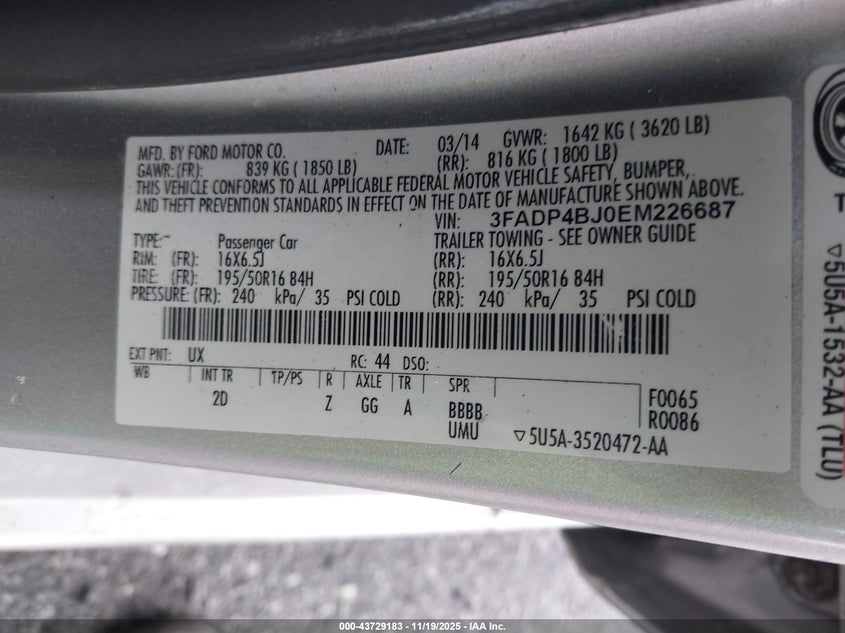 MFD. BY FORD MOTOR CO. DATE: 03/14 GVWR: 1642 KG ( 3620 LB)
GAWR:(FR): 839 KG ( 1850 LB) (RR): 816 KG ( 1800 LB)
THIS VEHICLE CONFORMS TO ALL APPLICABLE FEDERAL MOTOR VEHICLE SAFETY, BUMPER,
AND THEFT PREVENTION STANDARDS IN EFFECT ON THE DATE OF MANUFACTURE SHOWN ABOVE.
VIN: 3FADP4BJ0EM226687
TYPE: Passenger Car TRAILER TOWING - SEE OWNER GUIDE
RIM: (FR): 16X6.5J (RR): 16X6.5J
TIRE: (FR): 195/50R16 84H (RR): 195/50R16 84H
PRESSURE: (FR): 240 kPa/ 35 PSI COLD (RR): 240 kPa/ 35 PSI COLD
EXT PNT: UX RC: 44 DSO:
WB INT TR TP/PS R AXLE TR SPR F0065
2D Z GG A BBBB R0086
UMU ▽5U5A-3520472-AA
T
▽5U5A-1532-AA (TLU)
000-43729183 - 11/19/2025 - IAA Inc.